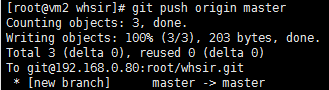 [root@vm2 whsir]# git push origin master
Counting objects: 3, done.
Writing objects: 100% (3/3), 203 bytes, done.
Total 3 (delta 0), reused 0 (delta 0)
To git@192.168.0.80:root/whsir.git
 * [new branch]      master -> master